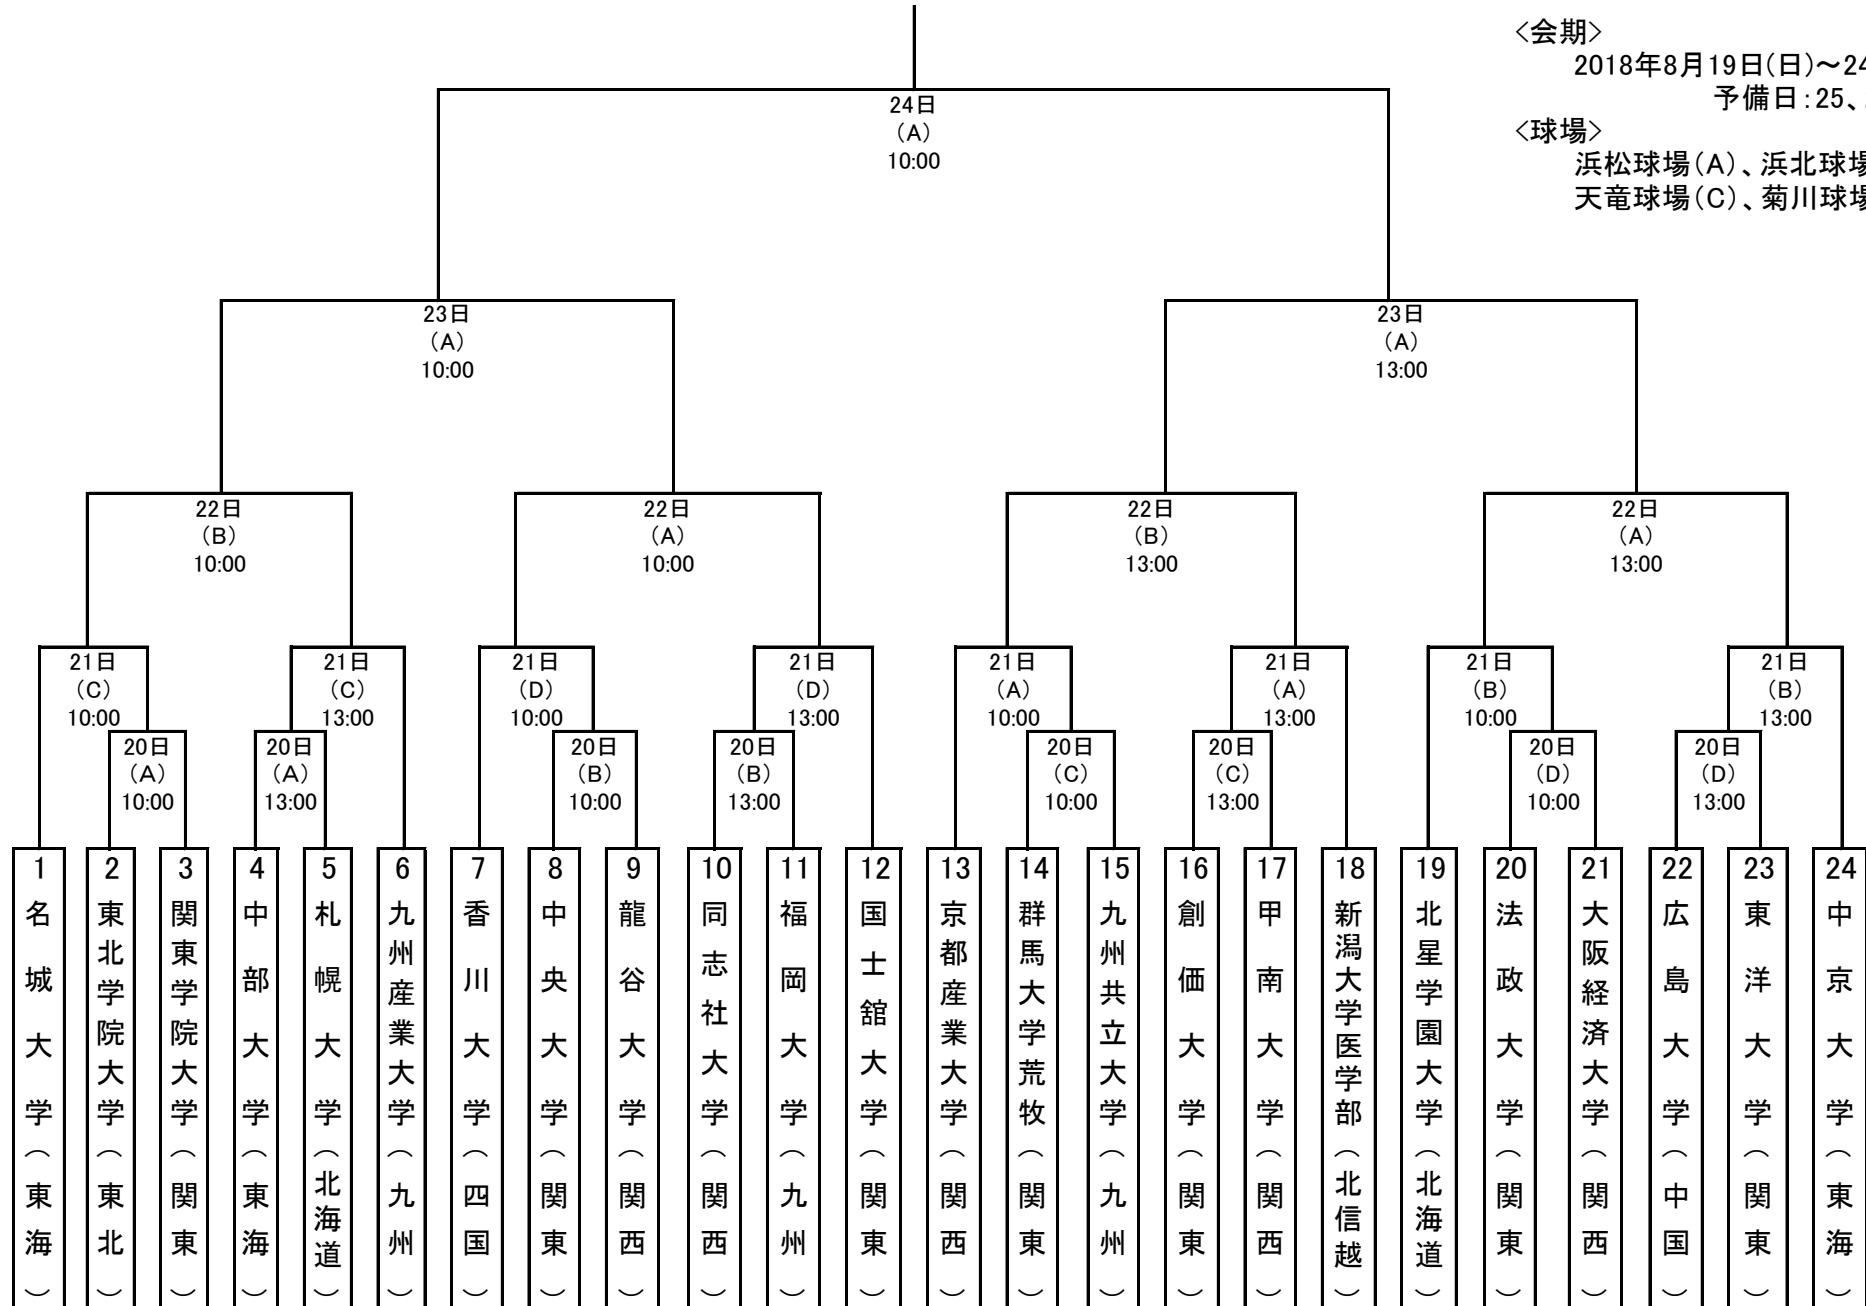 <会期>
2018年8月19日(日)～24
予備日:25、
<球場>
浜松球場(A)、浜北球場
天竜球場(C)、菊川球場
24日
(A)
10:00
23日
(A)
10:00
23日
(A)
13:00
22日
(B)
10:00
22日
(A)
10:00
22日
(B)
13:00
22日
(A)
13:00
21日
(C)
10:00
21日
(C)
13:00
21日
(D)
10:00
21日
(D)
13:00
21日
(A)
10:00
21日
(A)
13:00
21日
(B)
10:00
21日
(B)
13:00
20日
(A)
10:00
20日
(A)
13:00
20日
(B)
10:00
20日
(B)
13:00
20日
(C)
10:00
20日
(C)
13:00
20日
(D)
10:00
20日
(D)
13:00
1 名城大学(東海)
2 東北学院大学(東北)
3 関東学院大学(関東)
4 中部大学(東海)
5 札幌大学(北海道)
6 九州産業大学(九州)
7 香川大学(四国)
8 中央大学(関東)
9 龍谷大学(関西)
10 同志社大学(関西)
11 福岡大学(九州)
12 国士舘大学(関東)
13 京都産業大学(関西)
14 群馬大学荒牧(関東)
15 九州共立大学(九州)
16 創価大学(関東)
17 甲南大学(関西)
18 新潟大学医学部(北信越)
19 北星学園大学(北海道)
20 法政大学(関東)
21 大阪経済大学(関西)
22 広島大学(中国)
23 東洋大学(関東)
24 中京大学(東海)